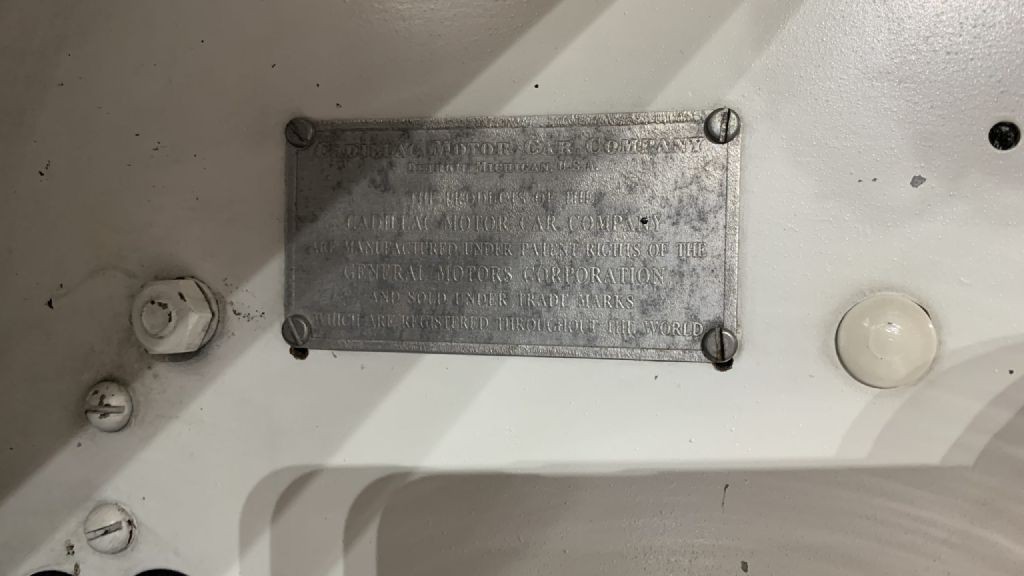 CADILLAC MOTOR CAR COMPANY
DETROIT, MICHIGAN, U.S.A.
THE PRODUCTS OF THE
CADILLAC MOTOR CAR COMPANY
ARE MANUFACTURED UNDER PATENT RIGHTS OF THE
GENERAL MOTORS CORPORATION
AND SOLD UNDER TRADE MARKS
WHICH ARE REGISTERED THROUGHOUT THE WORLD